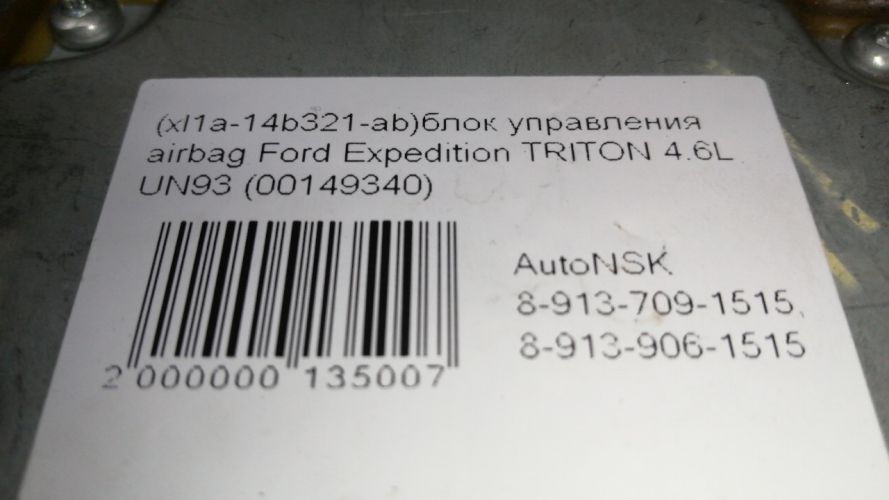 (xl1a-14b321-ab)блок управления
airbag Ford Expedition TRITON 4.6L
UN93 (00149340)
AutoNSK
8-913-709-1515,
8-913-906-1515
2 000000 135007